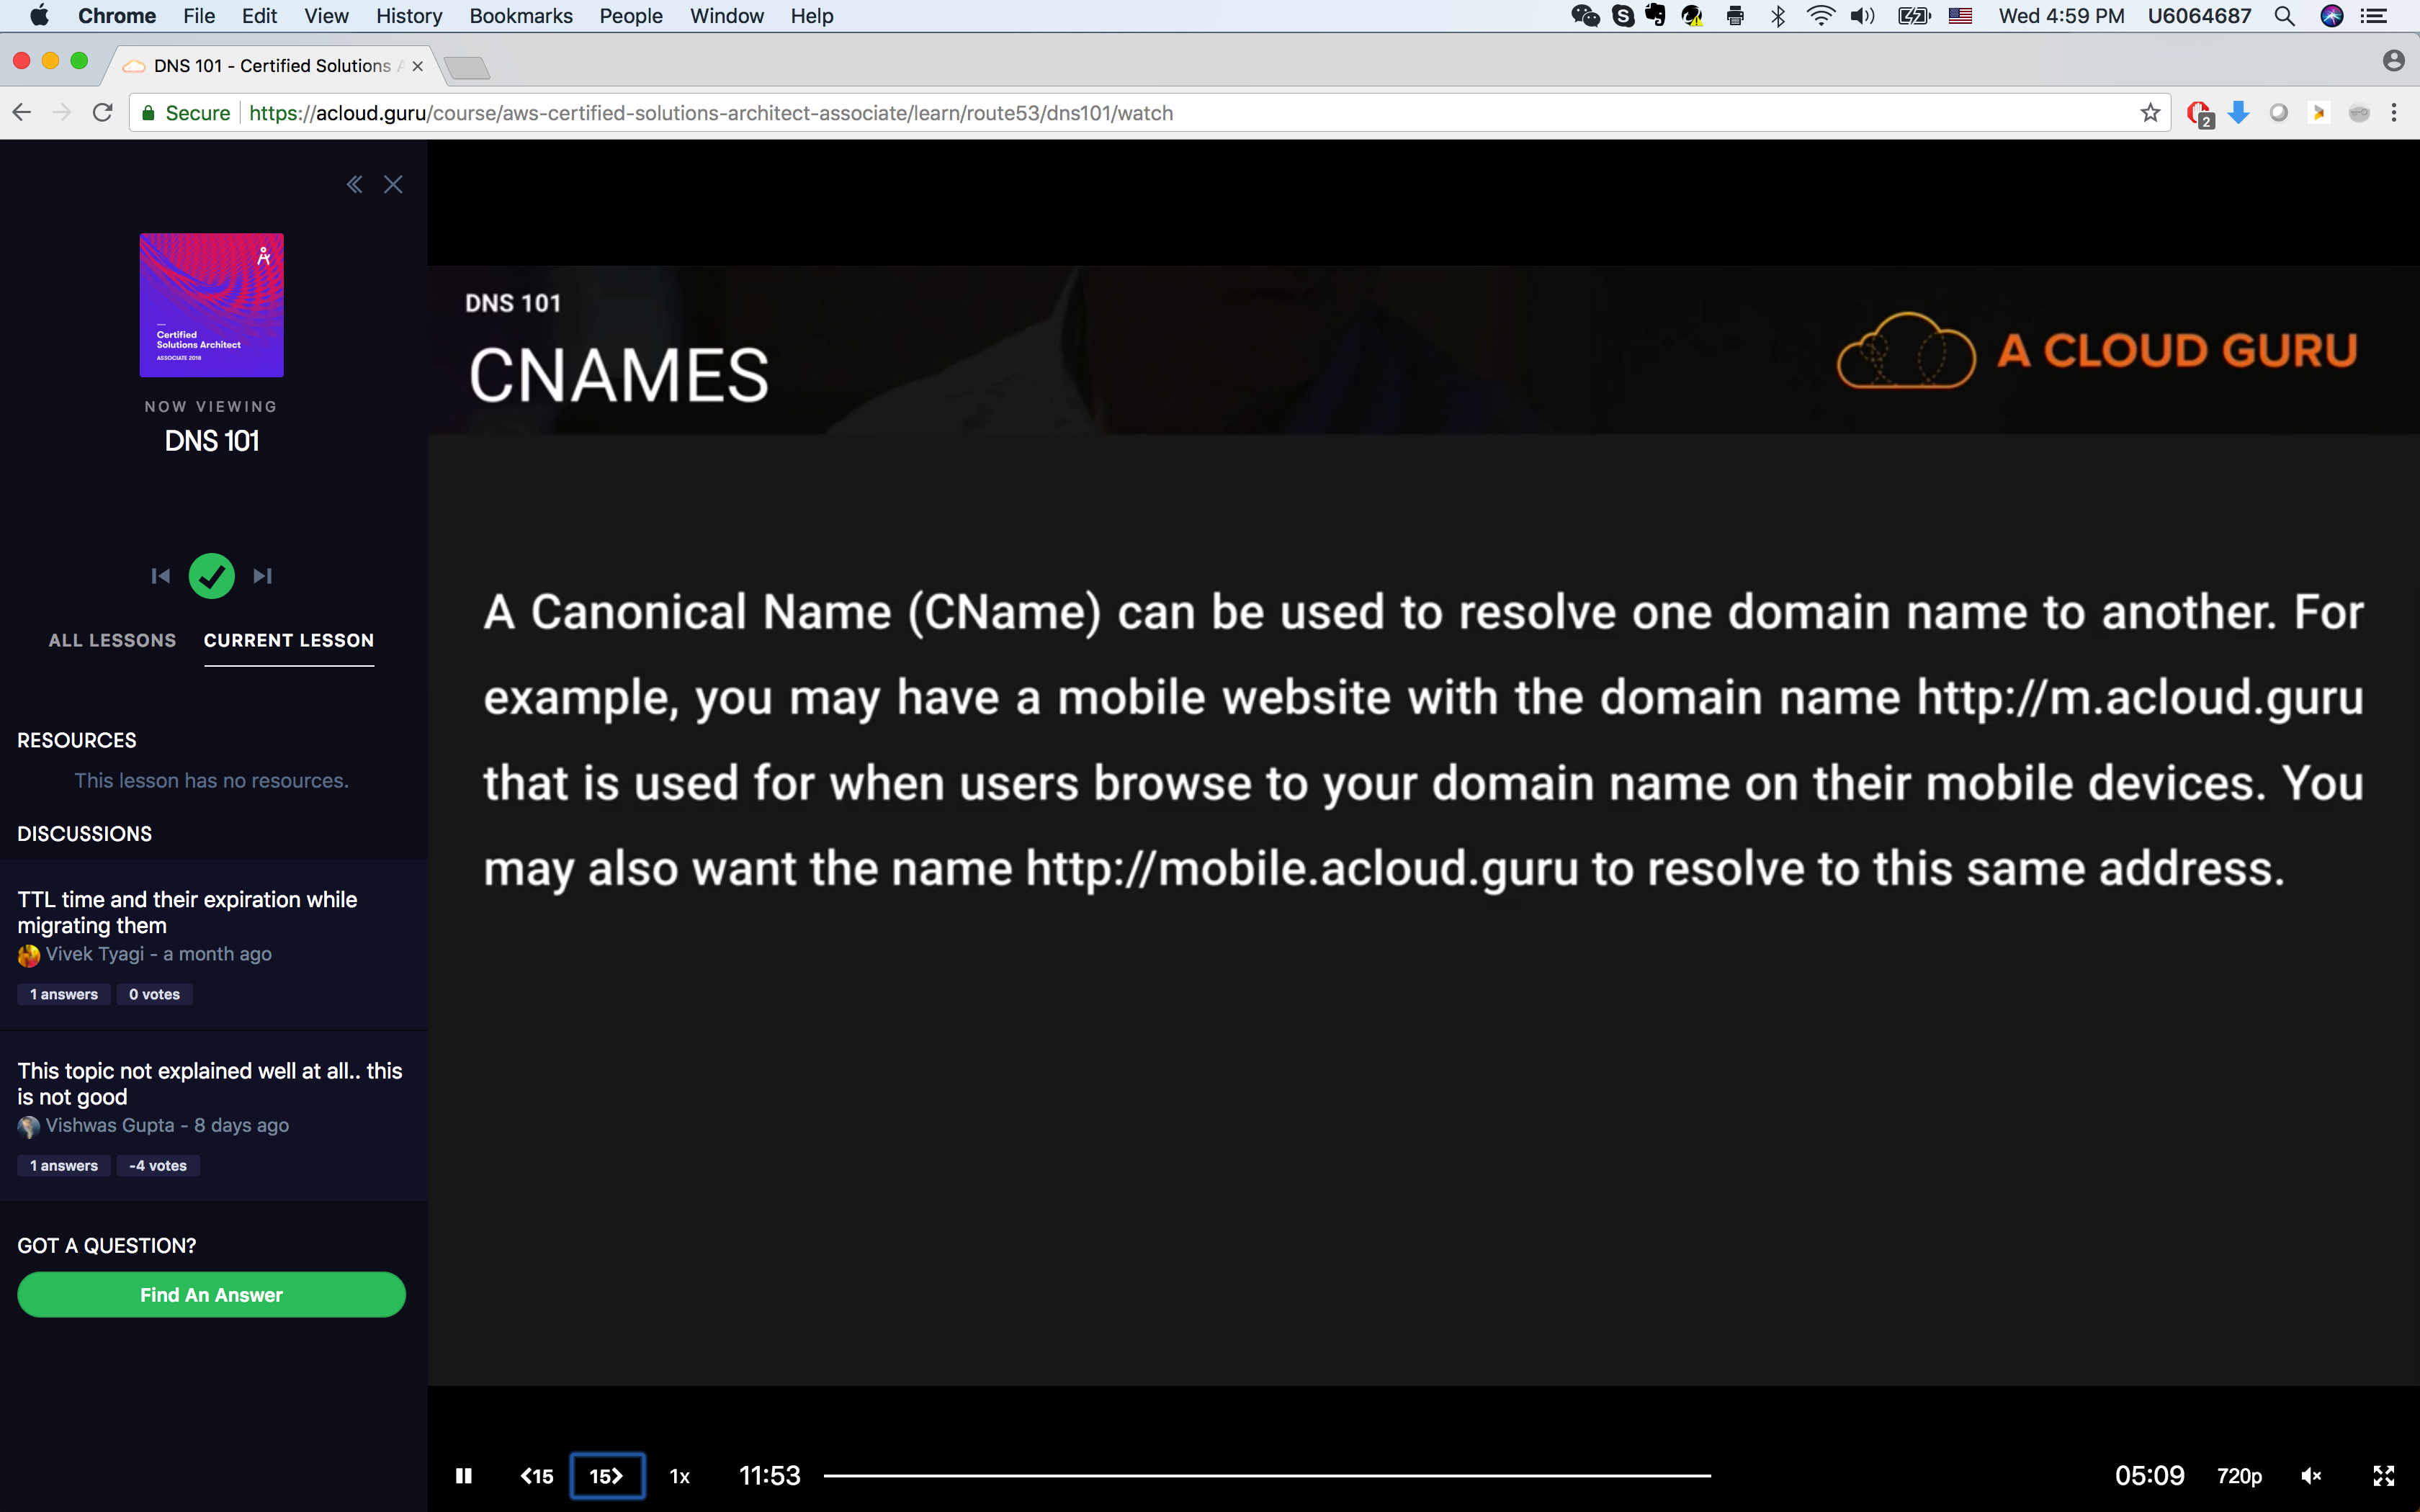 Chrome File Edit View History Bookmarks People Window Help Wed 4:59 PM U6064687
DNS 101 - Certified Solutions A
Secure https://acloud.guru/course/aws-certified-solutions-architect-associate/learn/route53/dns101/watch
2
Certified
Solutions Architect
ASSOCIATE 2018
NOW VIEWING
DNS 101
ALL LESSONS CURRENT LESSON
RESOURCES
This lesson has no resources.
DISCUSSIONS
TTL time and their expiration while
migrating them
Vivek Tyagi - a month ago
1 answers 0 votes
This topic not explained well at all.. this
is not good
Vishwas Gupta - 8 days ago
1 answers -4 votes
GOT A QUESTION?
Find An Answer
DNS 101
CNAMES
A CLOUD GURU
A Canonical Name (CName) can be used to resolve one domain name to another. For
example, you may have a mobile website with the domain name http://m.acloud.guru
that is used for when users browse to your domain name on their mobile devices. You
may also want the name http://mobile.acloud.guru to resolve to this same address.
<15 15> 1x 11:53 05:09 720p